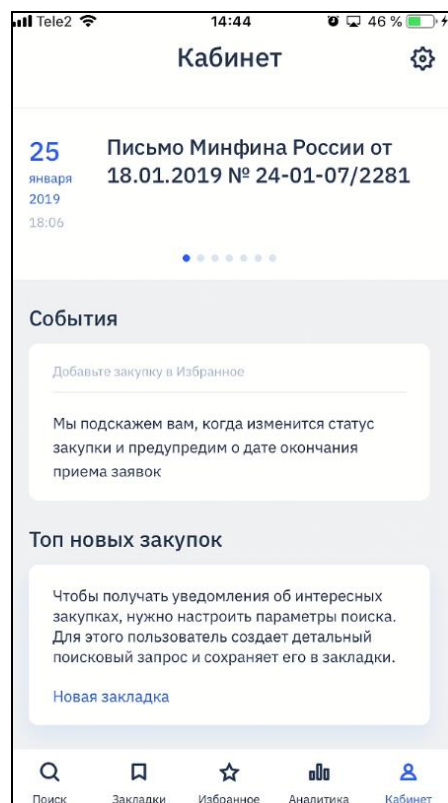 Tele2 14:44 46 %
Кабинет
25
января
2019
18:06
Письмо Минфина России от
18.01.2019 № 24-01-07/2281
События
Добавьте закупку в Избранное
Мы подскажем вам, когда изменится статус
закупки и предупредим о дате окончания
приема заявок
Топ новых закупок
Чтобы получать уведомления об интересных
закупках, нужно настроить параметры поиска.
Для этого пользователь создает детальный
поисковый запрос и сохраняет его в закладки.
Новая закладка
Поиск Закладки Избранное Аналитика Кабинет